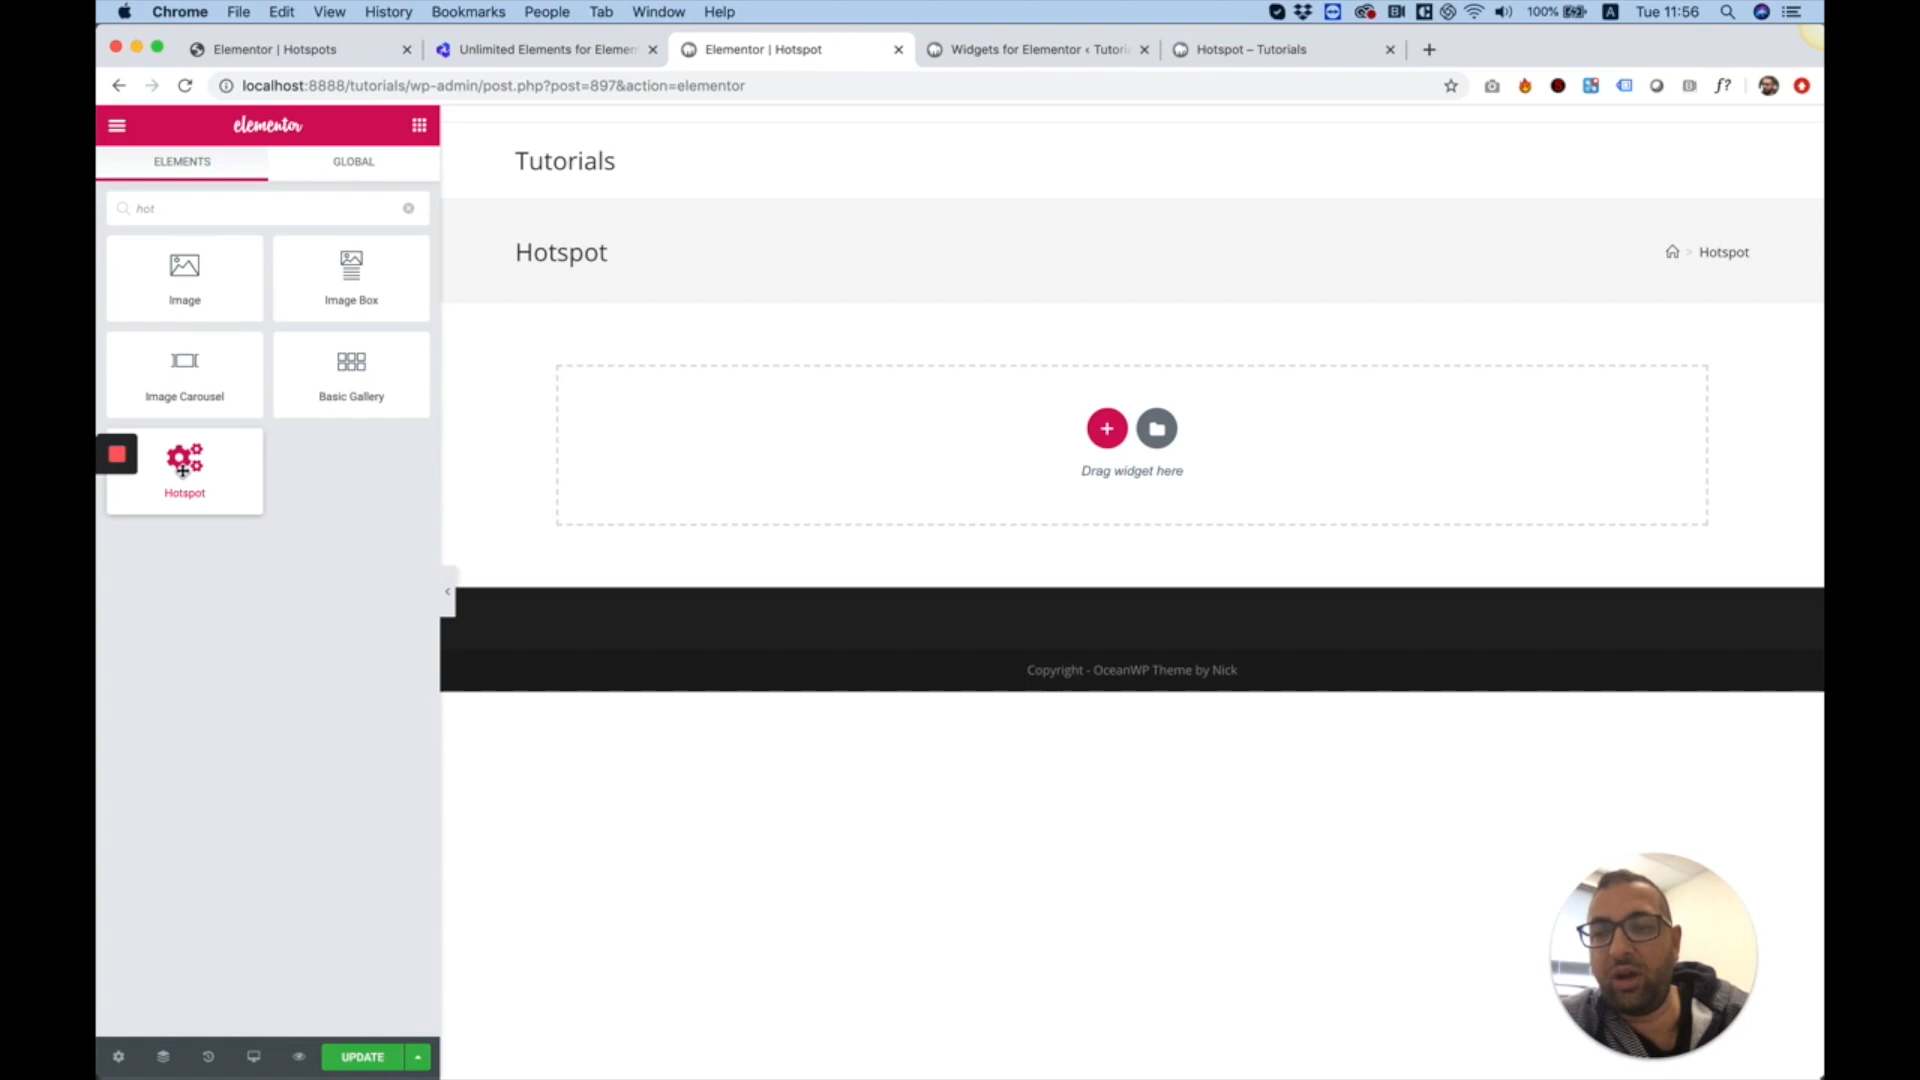 Chrome File Edit View History Bookmarks People Tab Window Help 100% A Tue 11:56
Elementor | Hotspots Unlimited Elements for Elemen Elementor | Hotspot Widgets for Elementor ‹ Tutori Hotspot – Tutorials
localhost:8888/tutorials/wp-admin/post.php?post=897&action=elementor f?
elementor
ELEMENTS GLOBAL
hot
Image
Image Box
Image Carousel
Basic Gallery
Hotspot
UPDATE
Tutorials
Hotspot
> Hotspot
Drag widget here
Copyright - OceanWP Theme by Nick